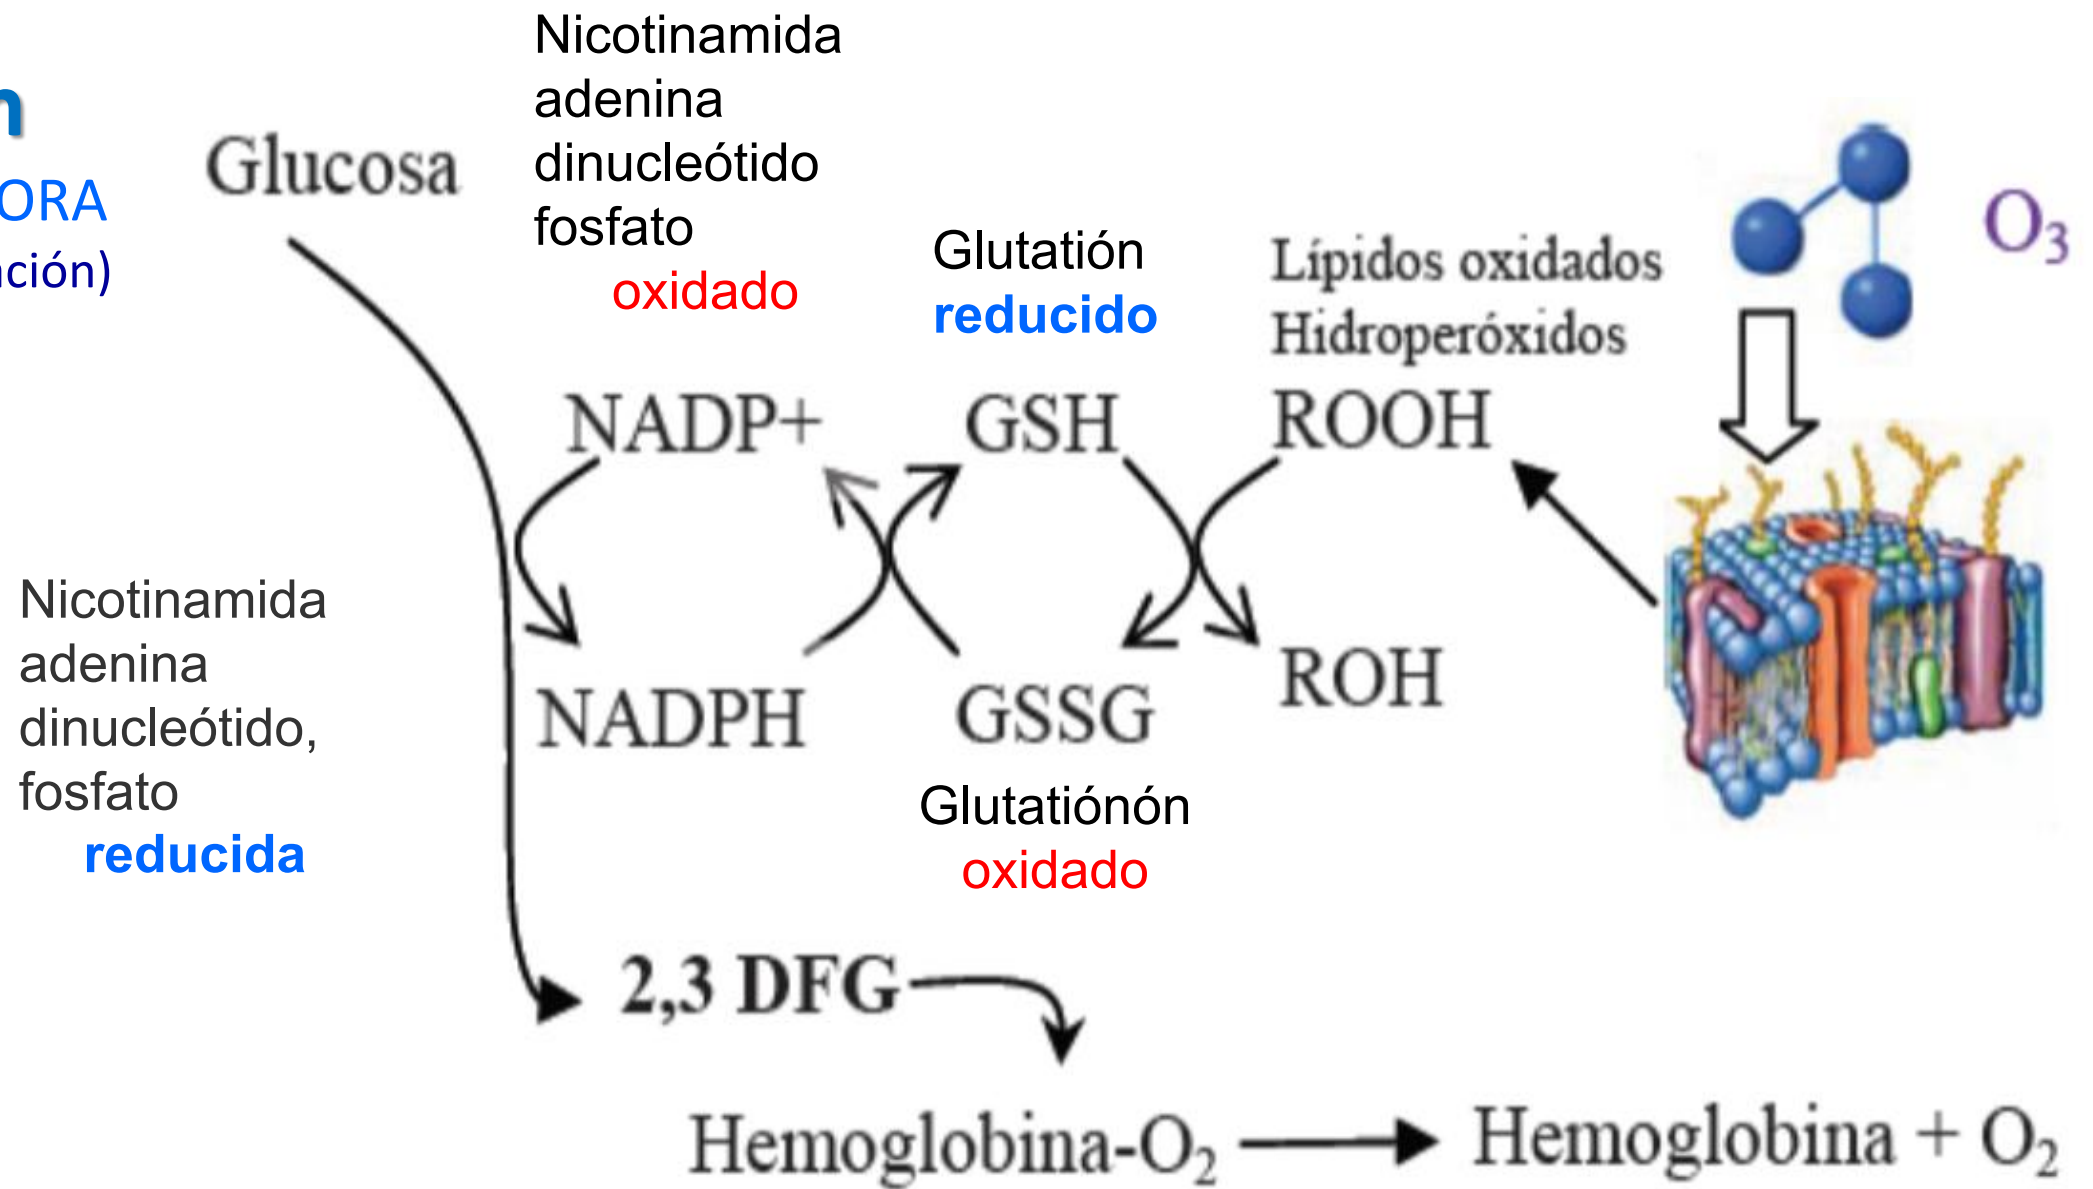 n
ORA
ación)
Glucosa
Nicotinamida
adenina
dinucleótido
fosfato
oxidado
Glutatión
reducido
Lípidos oxidados
Hidroperóxidos
O₃
NADP+
GSH
ROOH
Nicotinamida
adenina
dinucleótido,
fosfato
reducida
NADPH
GSSG
ROH
Glutatiónón
oxidado
2,3 DFG
Hemoglobina-O₂
Hemoglobina + O₂